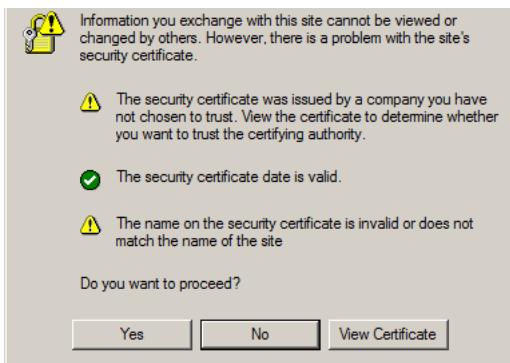 Information you exchange with this site cannot be viewed or
changed by others. However, there is a problem with the site's
security certificate.
The security certificate was issued by a company you have
not chosen to trust. View the certificate to determine whether
you want to trust the certifying authority.
The security certificate date is valid.
The name on the security certificate is invalid or does not
match the name of the site
Do you want to proceed?
Yes No View Certificate